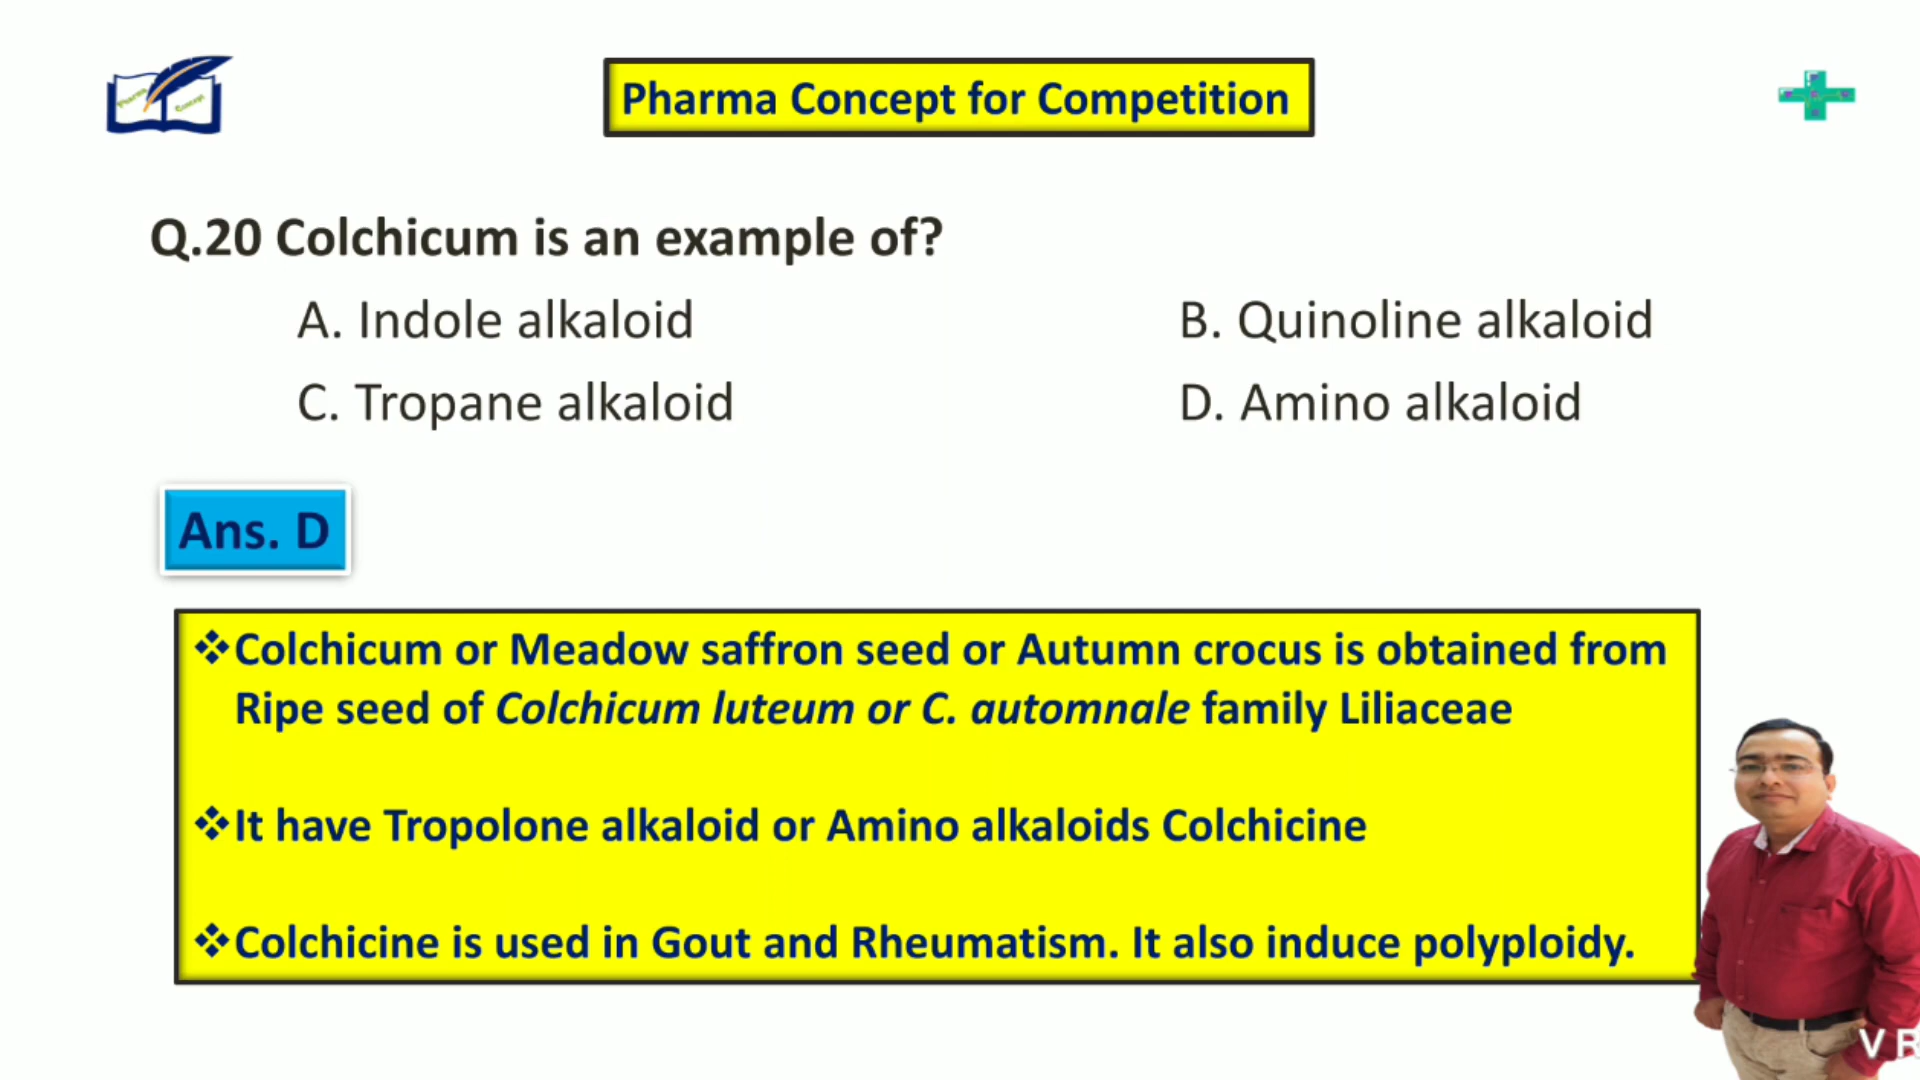 Pharma Concept
Pharma Concept for Competition
Q.20 Colchicum is an example of?
A. Indole alkaloid
B. Quinoline alkaloid
C. Tropane alkaloid
D. Amino alkaloid
Ans. D
❖Colchicum or Meadow saffron seed or Autumn crocus is obtained from
Ripe seed of Colchicum luteum or C. automnale family Liliaceae
❖It have Tropolone alkaloid or Amino alkaloids Colchicine
❖Colchicine is used in Gout and Rheumatism. It also induce polyploidy.
V R